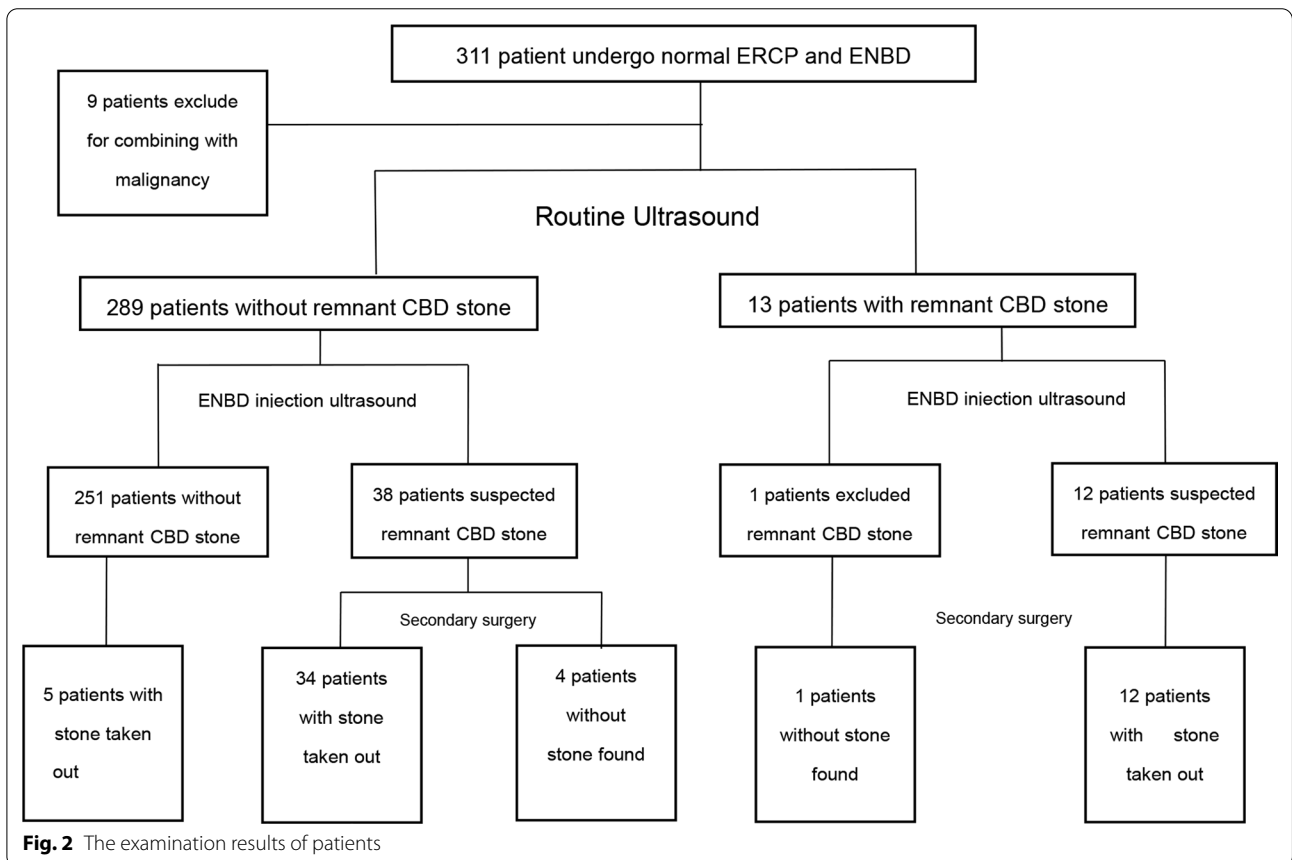 311 patient undergo normal ERCP and ENBD
9 patients exclude
for combining with
malignancy
Routine Ultrasound
289 patients without remnant CBD stone
13 patients with remnant CBD stone
ENBD injection ultrasound
ENBD injection ultrasound
251 patients without
remnant CBD stone
38 patients suspected
remnant CBD stone
1 patients excluded
remnant CBD stone
12 patients suspected
remnant CBD stone
Secondary surgery
Secondary surgery
5 patients with
stone taken
out
34 patients
with stone
taken out
4 patients
without
stone found
1 patients
without stone
found
12 patients
with stone
taken out
Fig. 2 The examination results of patients